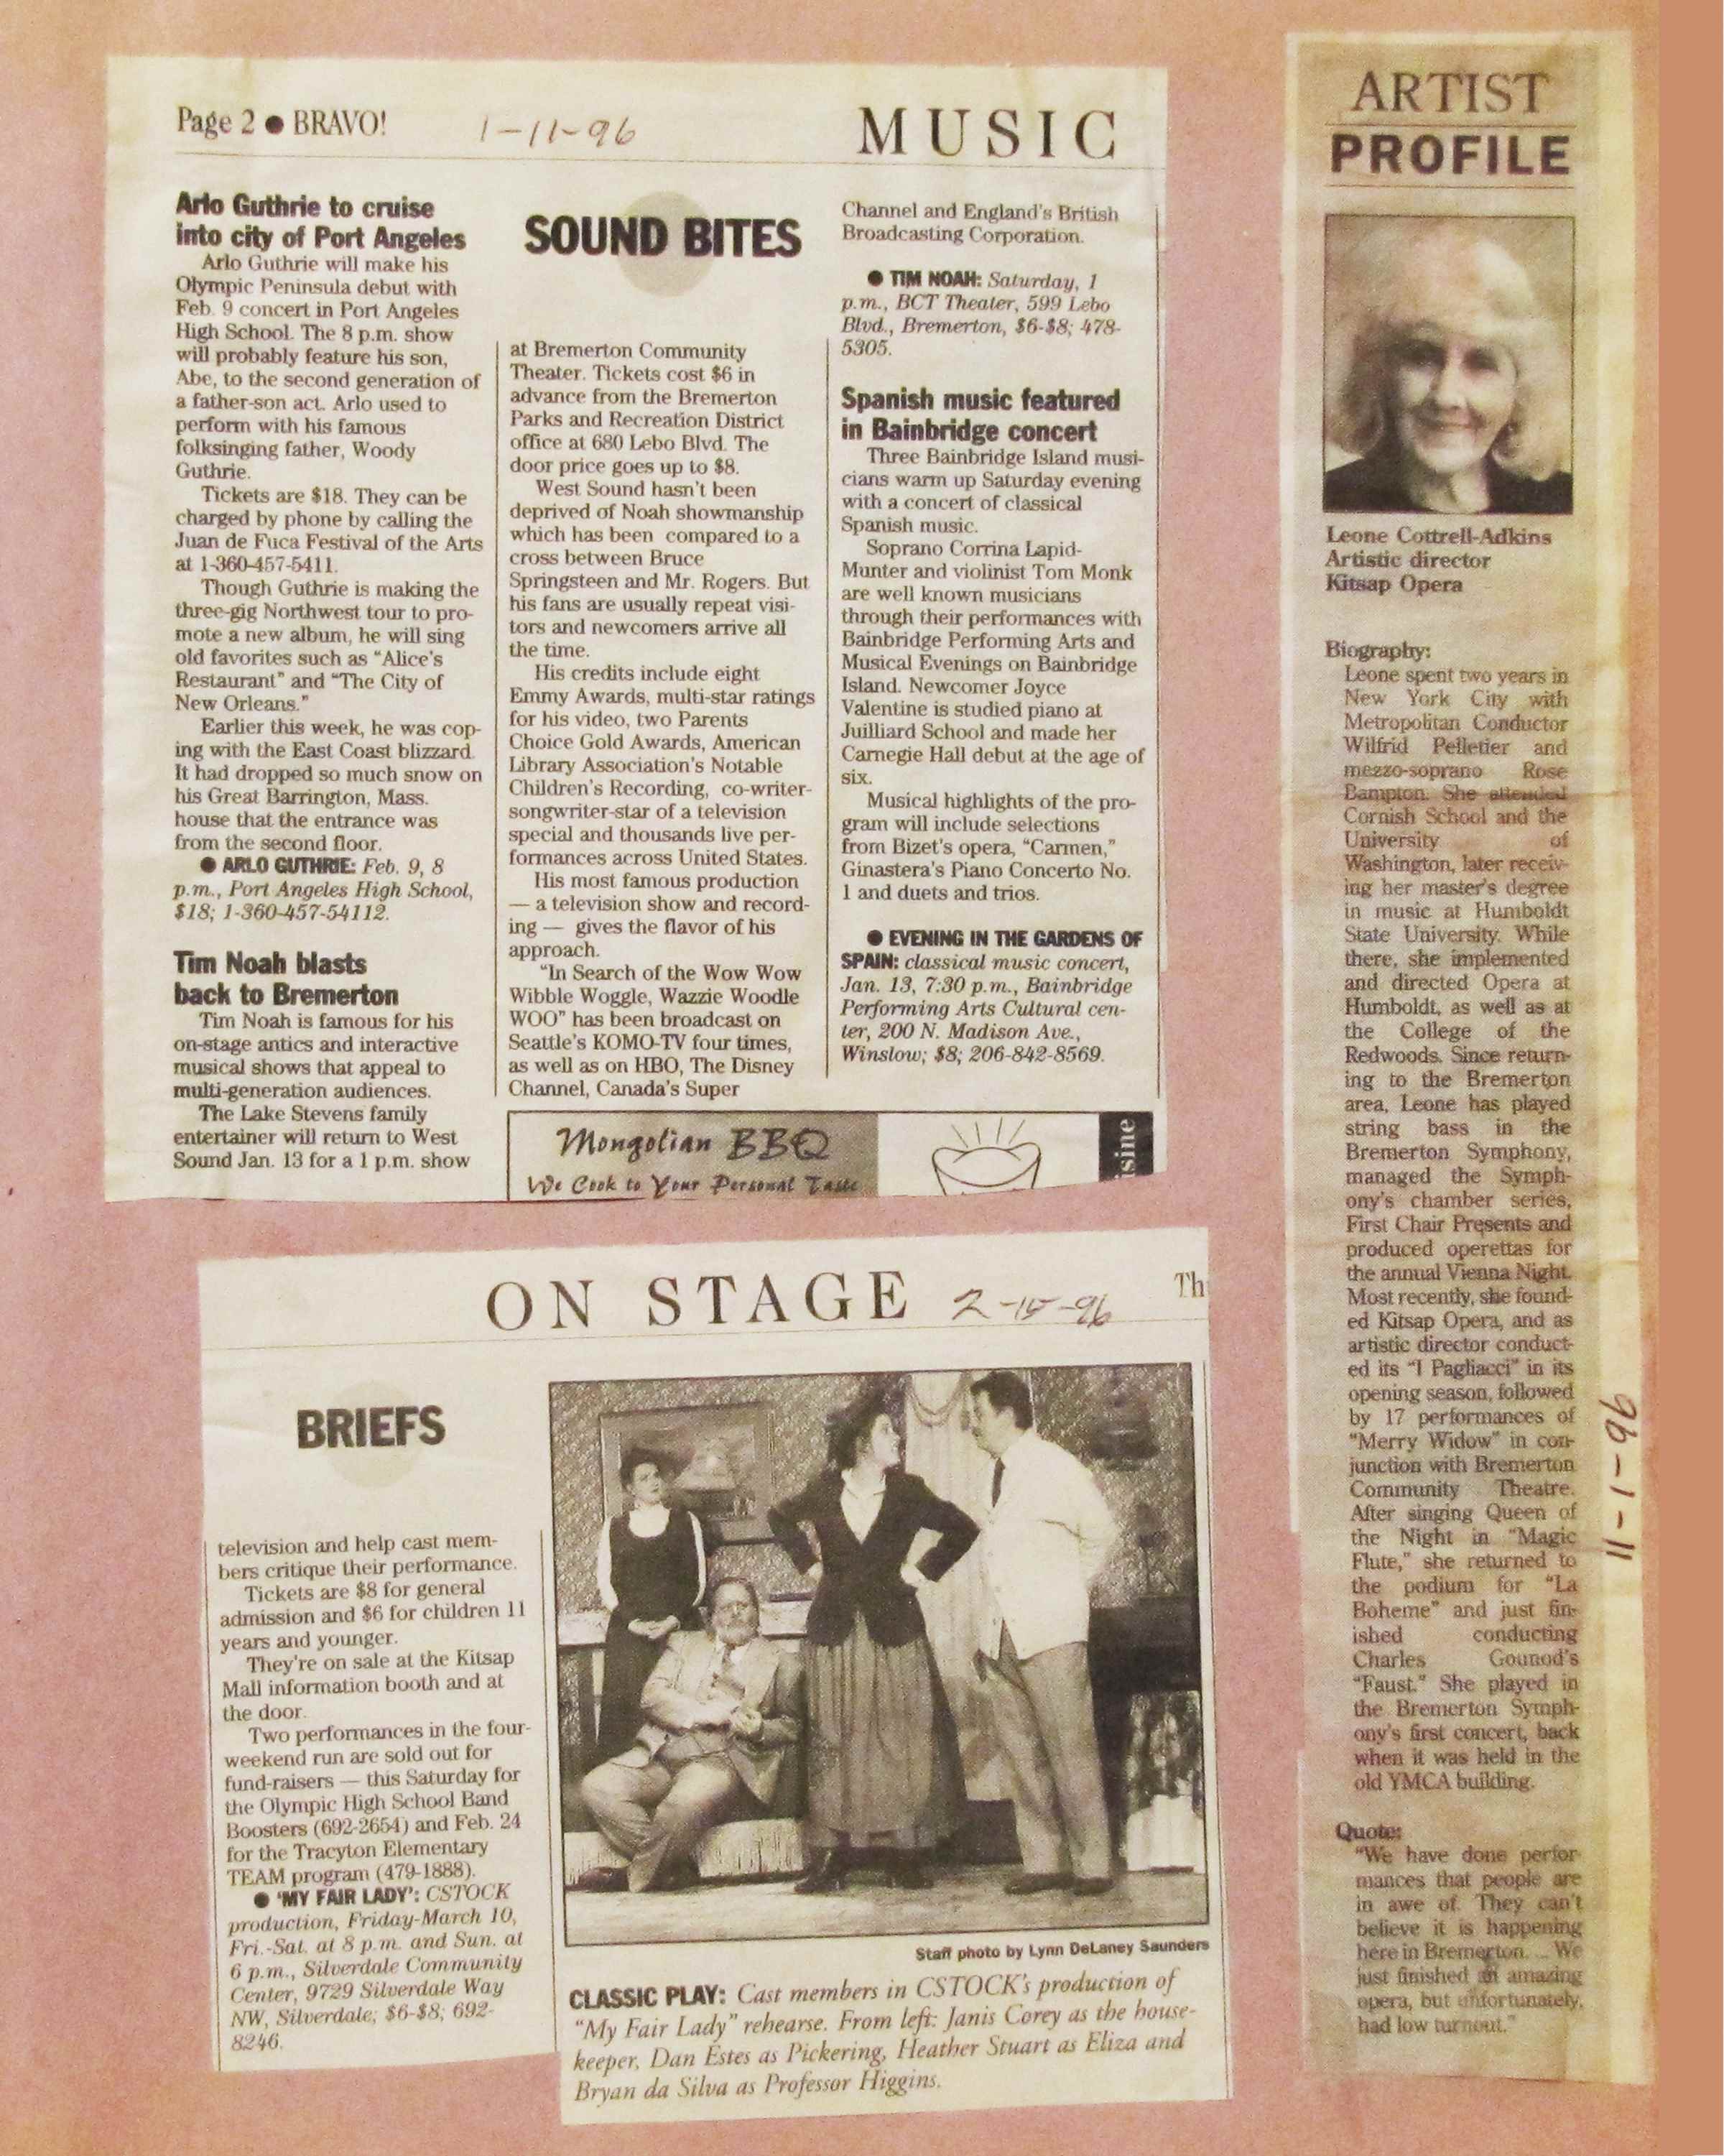 Page 2 ● BRAVO!
1-11-96
MUSIC
Arlo Guthrie to cruise
into city of Port Angeles
Arlo Guthrie will make his
Olympic Peninsula debut with
Feb. 9 concert in Port Angeles
High School. The 8 p.m. show
will probably feature his son,
Abe, to the second generation of
a father-son act. Arlo used to
perform with his famous
folksinging father, Woody
Guthrie.
Tickets are $18. They can be
charged by phone by calling the
Juan de Fuca Festival of the Arts
at 1-360-457-5411.
Though Guthrie is making the
three-gig Northwest tour to pro-
mote a new album, he will sing
old favorites such as “Alice's
Restaurant” and “The City of
New Orleans.”
Earlier this week, he was cop-
ing with the East Coast blizzard.
It had dropped so much snow on
his Great Barrington, Mass.
house that the entrance was
from the second floor.
● ARLO GUTHRIE: Feb. 9, 8
p.m., Port Angeles High School,
$18; 1-360-457-54112.
Tim Noah blasts
back to Bremerton
Tim Noah is famous for his
on-stage antics and interactive
musical shows that appeal to
multi-generation audiences.
The Lake Stevens family
entertainer will return to West
Sound Jan. 13 for a 1 p.m. show
SOUND BITES
at Bremerton Community
Theater. Tickets cost $6 in
advance from the Bremerton
Parks and Recreation District
office at 680 Lebo Blvd. The
door price goes up to $8.
West Sound hasn't been
deprived of Noah showmanship
which has been compared to a
cross between Bruce
Springsteen and Mr. Rogers. But
his fans are usually repeat visi-
tors and newcomers arrive all
the time.
His credits include eight
Emmy Awards, multi-star ratings
for his video, two Parents
Choice Gold Awards, American
Library Association's Notable
Children's Recording, co-writer-
songwriter-star of a television
special and thousands live per-
formances across United States.
His most famous production
— a television show and record-
ing — gives the flavor of his
approach.
“In Search of the Wow Wow
Wibble Woggle, Wazzie Woodle
WOO” has been broadcast on
Seattle's KOMO-TV four times,
as well as on HBO, The Disney
Channel, Canada's Super
Channel and England's British
Broadcasting Corporation.
● TIM NOAH: Saturday, 1
p.m., BCT Theater, 599 Lebo
Blvd., Bremerton, $6-$8; 478-
5305.
Spanish music featured
in Bainbridge concert
Three Bainbridge Island musi-
cians warm up Saturday evening
with a concert of classical
Spanish music.
Soprano Corrina Lapid-
Munter and violinist Tom Monk
are well known musicians
through their performances with
Bainbridge Performing Arts and
Musical Evenings on Bainbridge
Island. Newcomer Joyce
Valentine is studied piano at
Juilliard School and made her
Carnegie Hall debut at the age of
six.
Musical highlights of the pro-
gram will include selections
from Bizet's opera, “Carmen,”
Ginastera's Piano Concerto No.
1 and duets and trios.
● EVENING IN THE GARDENS OF
SPAIN: classical music concert,
Jan. 13, 7:30 p.m., Bainbridge
Performing Arts Cultural cen-
ter, 200 N. Madison Ave.,
Winslow; $8; 206-842-8569.
Mongolian BBQ
We Cook to Your Personal Taste
sine
ON STAGE
2-15-96
Th
BRIEFS
television and help cast mem-
bers critique their performance.
Tickets are $8 for general
admission and $6 for children 11
years and younger.
They're on sale at the Kitsap
Mall information booth and at
the door.
Two performances in the four-
weekend run are sold out for
fund-raisers — this Saturday for
the Olympic High School Band
Boosters (692-2654) and Feb. 24
for the Tracyton Elementary
TEAM program (479-1888).
● ‘MY FAIR LADY’: CSTOCK
production, Friday-March 10,
Fri.-Sat. at 8 p.m. and Sun. at
6 p.m., Silverdale Community
Center, 9729 Silverdale Way
NW, Silverdale; $6-$8; 692-
8246.
Staff photo by Lynn DeLaney Saunders
CLASSIC PLAY: Cast members in CSTOCK's production of
“My Fair Lady” rehearse. From left: Janis Corey as the house-
keeper, Dan Estes as Pickering, Heather Stuart as Eliza and
Bryan da Silva as Professor Higgins.
ARTIST
PROFILE
Leone Cottrell-Adkins
Artistic director
Kitsap Opera
Biography:
Leone spent two years in
New York City with
Metropolitan Conductor
Wilfrid Pelletier and
mezzo-soprano Rose
Bampton. She attended
Cornish School and the
University of
Washington, later receiv-
ing her master's degree
in music at Humboldt
State University. While
there, she implemented
and directed Opera at
Humboldt, as well as at
the College of the
Redwoods. Since return-
ing to the Bremerton
area, Leone has played
string bass in the
Bremerton Symphony,
managed the Symph-
ony's chamber series,
First Chair Presents and
produced operettas for
the annual Vienna Night.
Most recently, she found-
ed Kitsap Opera, and as
artistic director conduct-
ed its “I Pagliacci” in its
opening season, followed
by 17 performances of
“Merry Widow” in con-
junction with Bremerton
Community Theatre.
After singing Queen of
the Night in “Magic
Flute,” she returned to
the podium for “La
Boheme” and just fin-
ished conducting
Charles Gounod's
“Faust.” She played in
the Bremerton Symph-
ony's first concert, back
when it was held in the
old YMCA building.
Quote:
“We have done perfor-
mances that people are
in awe of. They can't
believe it is happening
here in Bremerton. ... We
just finished an amazing
opera, but unfortunately,
had low turnout.”
11-1-96